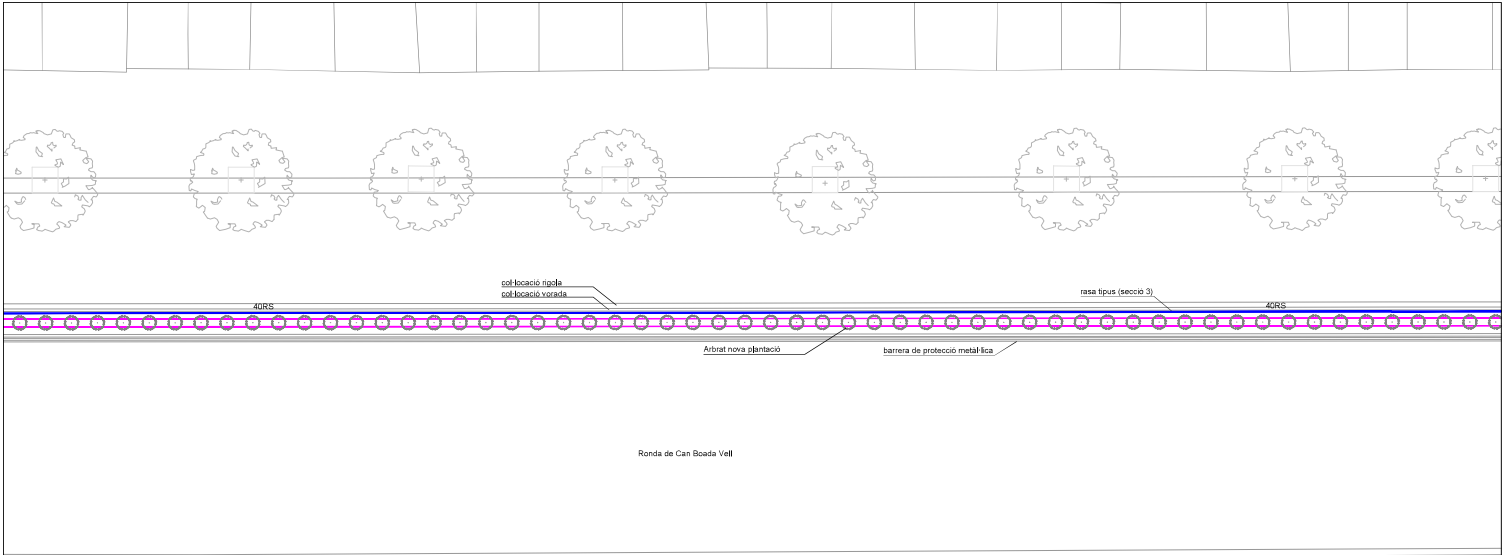 col·locació rigola
col·locació vorada
rasa tipus (secció 3)
40RS
40RS
Arbrat nova plantació
barrera de protecció metàl·lica
Ronda de Can Boada Vell